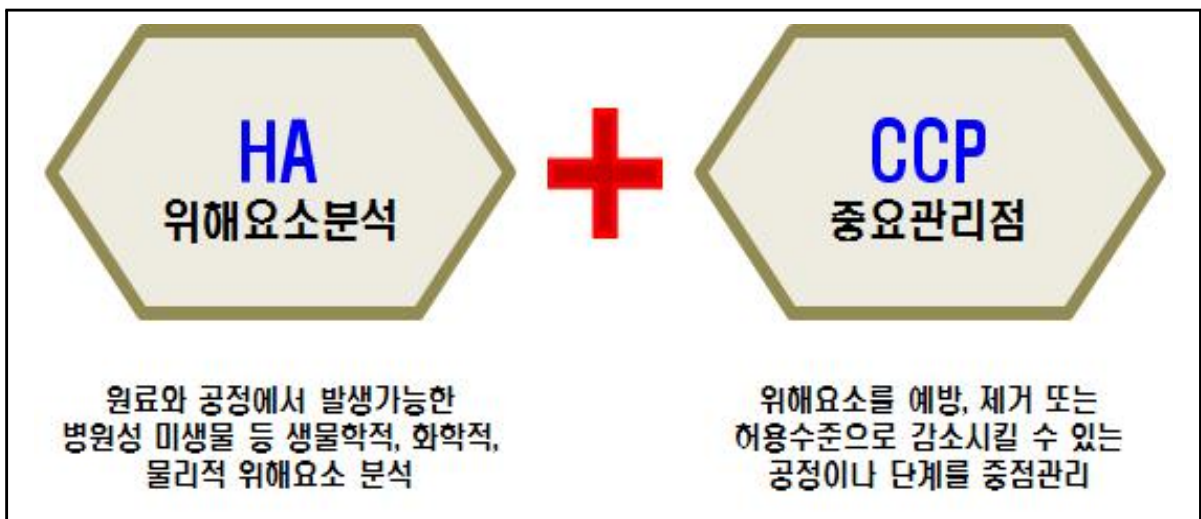 HA
위해요소분석
CCP
중요관리점
원료와 공정에서 발생가능한
병원성 미생물 등 생물학적, 화학적,
물리적 위해요소 분석
위해요소를 예방, 제거 또는
허용수준으로 감소시킬 수 있는
공정이나 단계를 중점관리